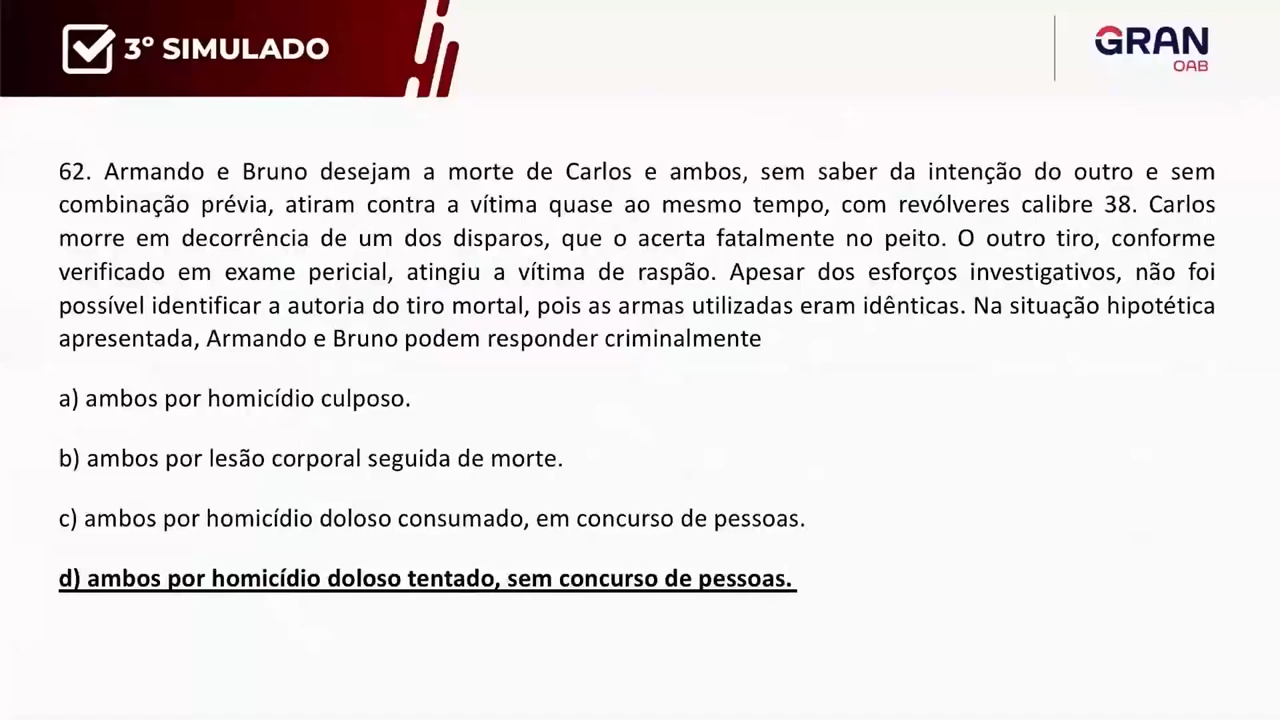 3º SIMULADO
GRAN
OAB
62. Armando e Bruno desejam a morte de Carlos e ambos, sem saber da intenção do outro e sem
combinação prévia, atiram contra a vítima quase ao mesmo tempo, com revólveres calibre 38. Carlos
morre em decorrência de um dos disparos, que o acerta fatalmente no peito. O outro tiro, conforme
verificado em exame pericial, atingiu a vítima de raspão. Apesar dos esforços investigativos, não foi
possível identificar a autoria do tiro mortal, pois as armas utilizadas eram idênticas. Na situação hipotética
apresentada, Armando e Bruno podem responder criminalmente
a) ambos por homicídio culposo.
b) ambos por lesão corporal seguida de morte.
c) ambos por homicídio doloso consumado, em concurso de pessoas.
d) ambos por homicídio doloso tentado, sem concurso de pessoas.